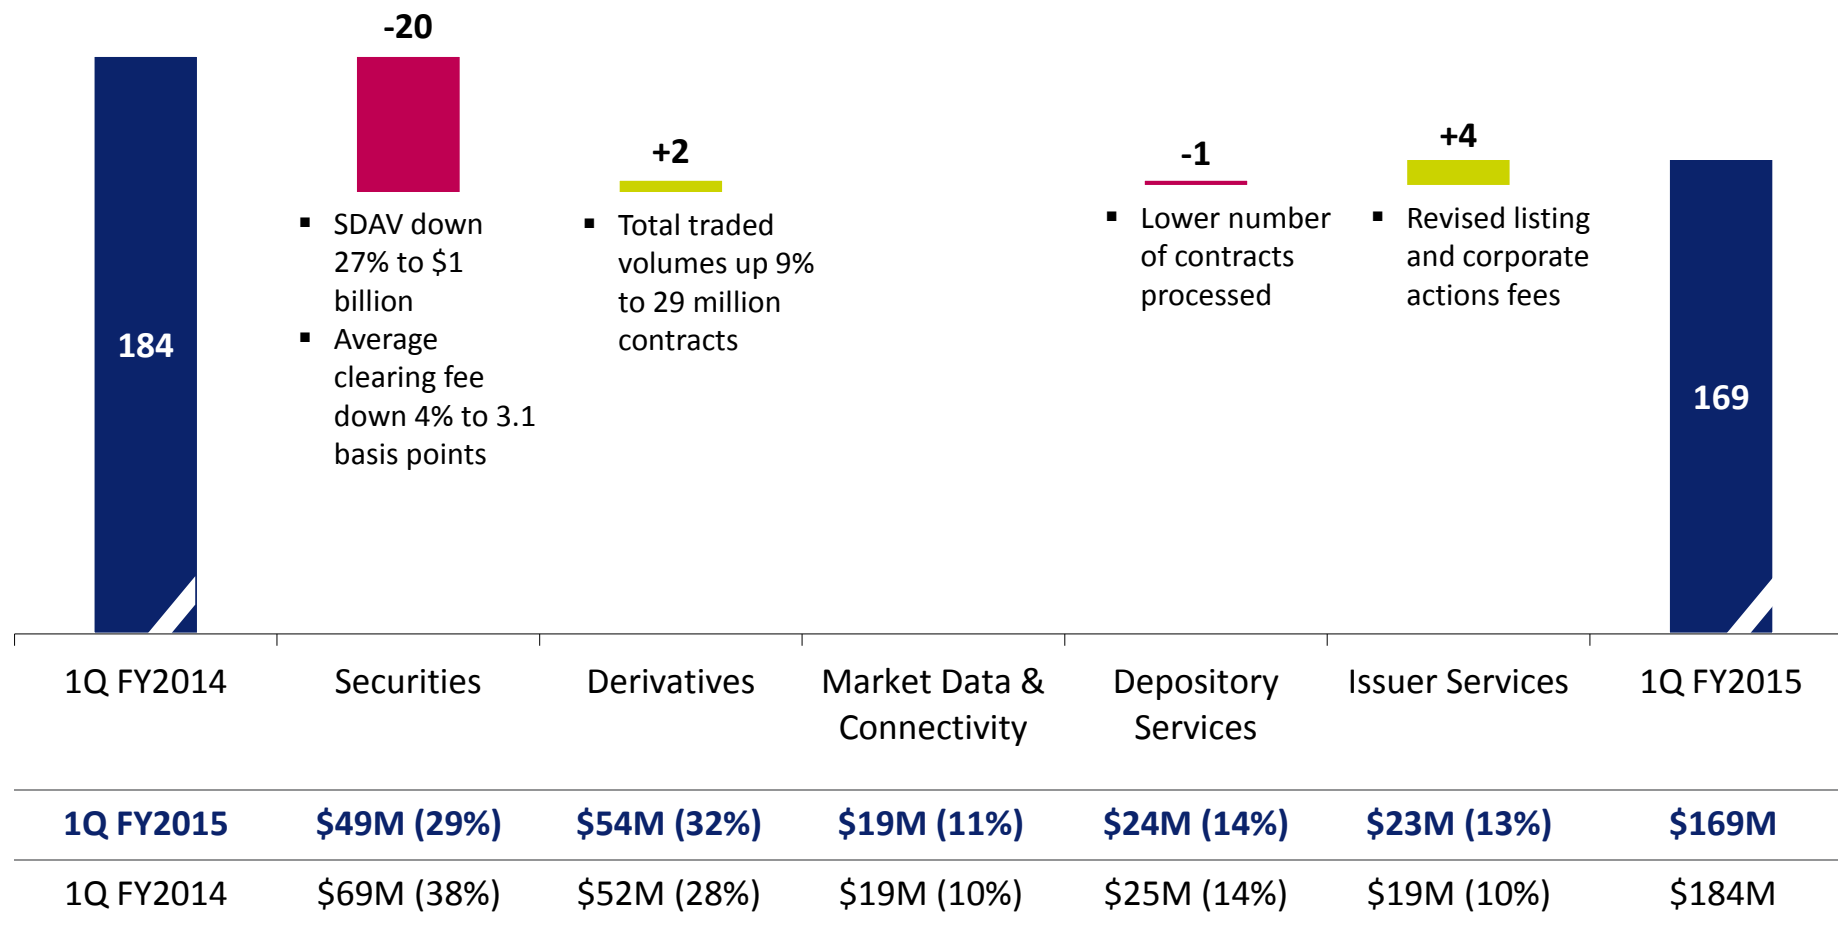 -20
+2
-1
+4
184
▪ SDAV down
27% to $1
billion
▪ Average
clearing fee
down 4% to 3.1
basis points
▪ Total traded
volumes up 9%
to 29 million
contracts
▪ Lower number
of contracts
processed
▪ Revised listing
and corporate
actions fees
169
1Q FY2014 Securities Derivatives Market Data & Depository Issuer Services 1Q FY2015
Connectivity Services
1Q FY2015 $49M (29%) $54M (32%) $19M (11%) $24M (14%) $23M (13%) $169M
1Q FY2014 $69M (38%) $52M (28%) $19M (10%) $25M (14%) $19M (10%) $184M